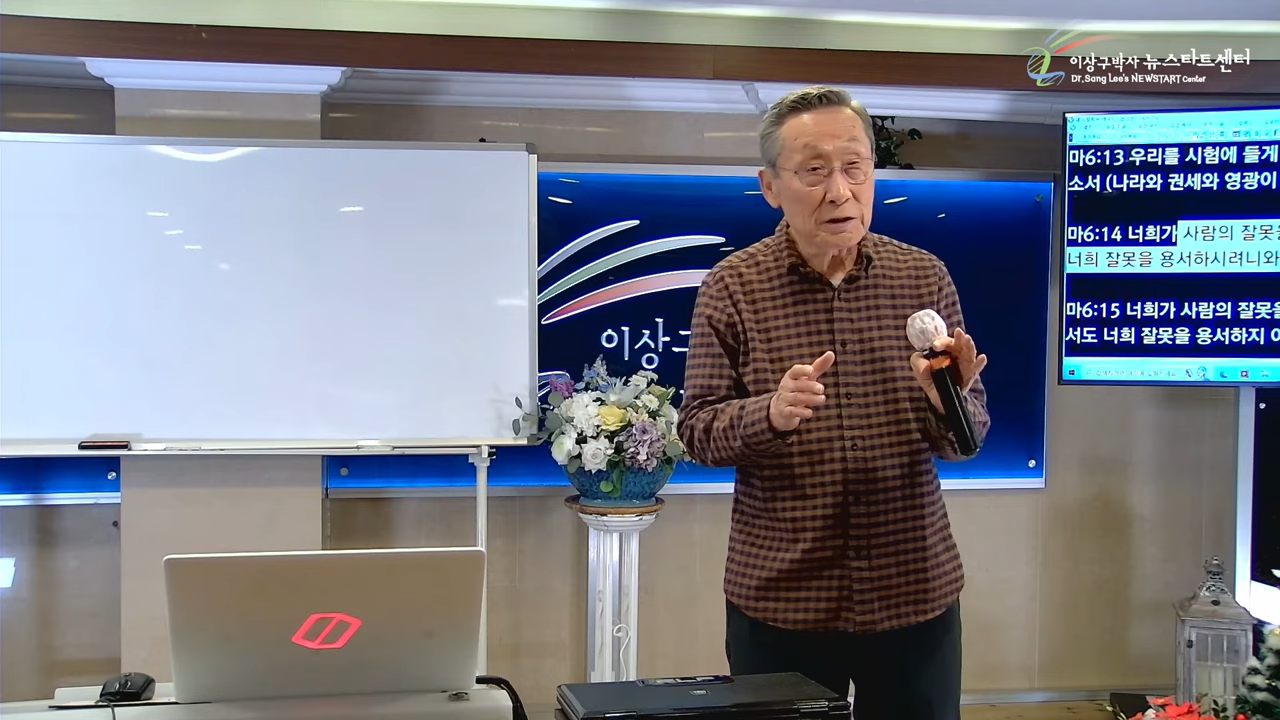 이상구박사 뉴스타트센터
Dr. Sang Lee's NEWSTART Center
마6:13 우리를 시험에 들게
소서 (나라와 권세와 영광이
마6:14 너희가 사람의 잘못을
너희 잘못을 용서하시려니와
마6:15 너희가 사람의 잘못을
서도 너희 잘못을 용서하지 아
이상구